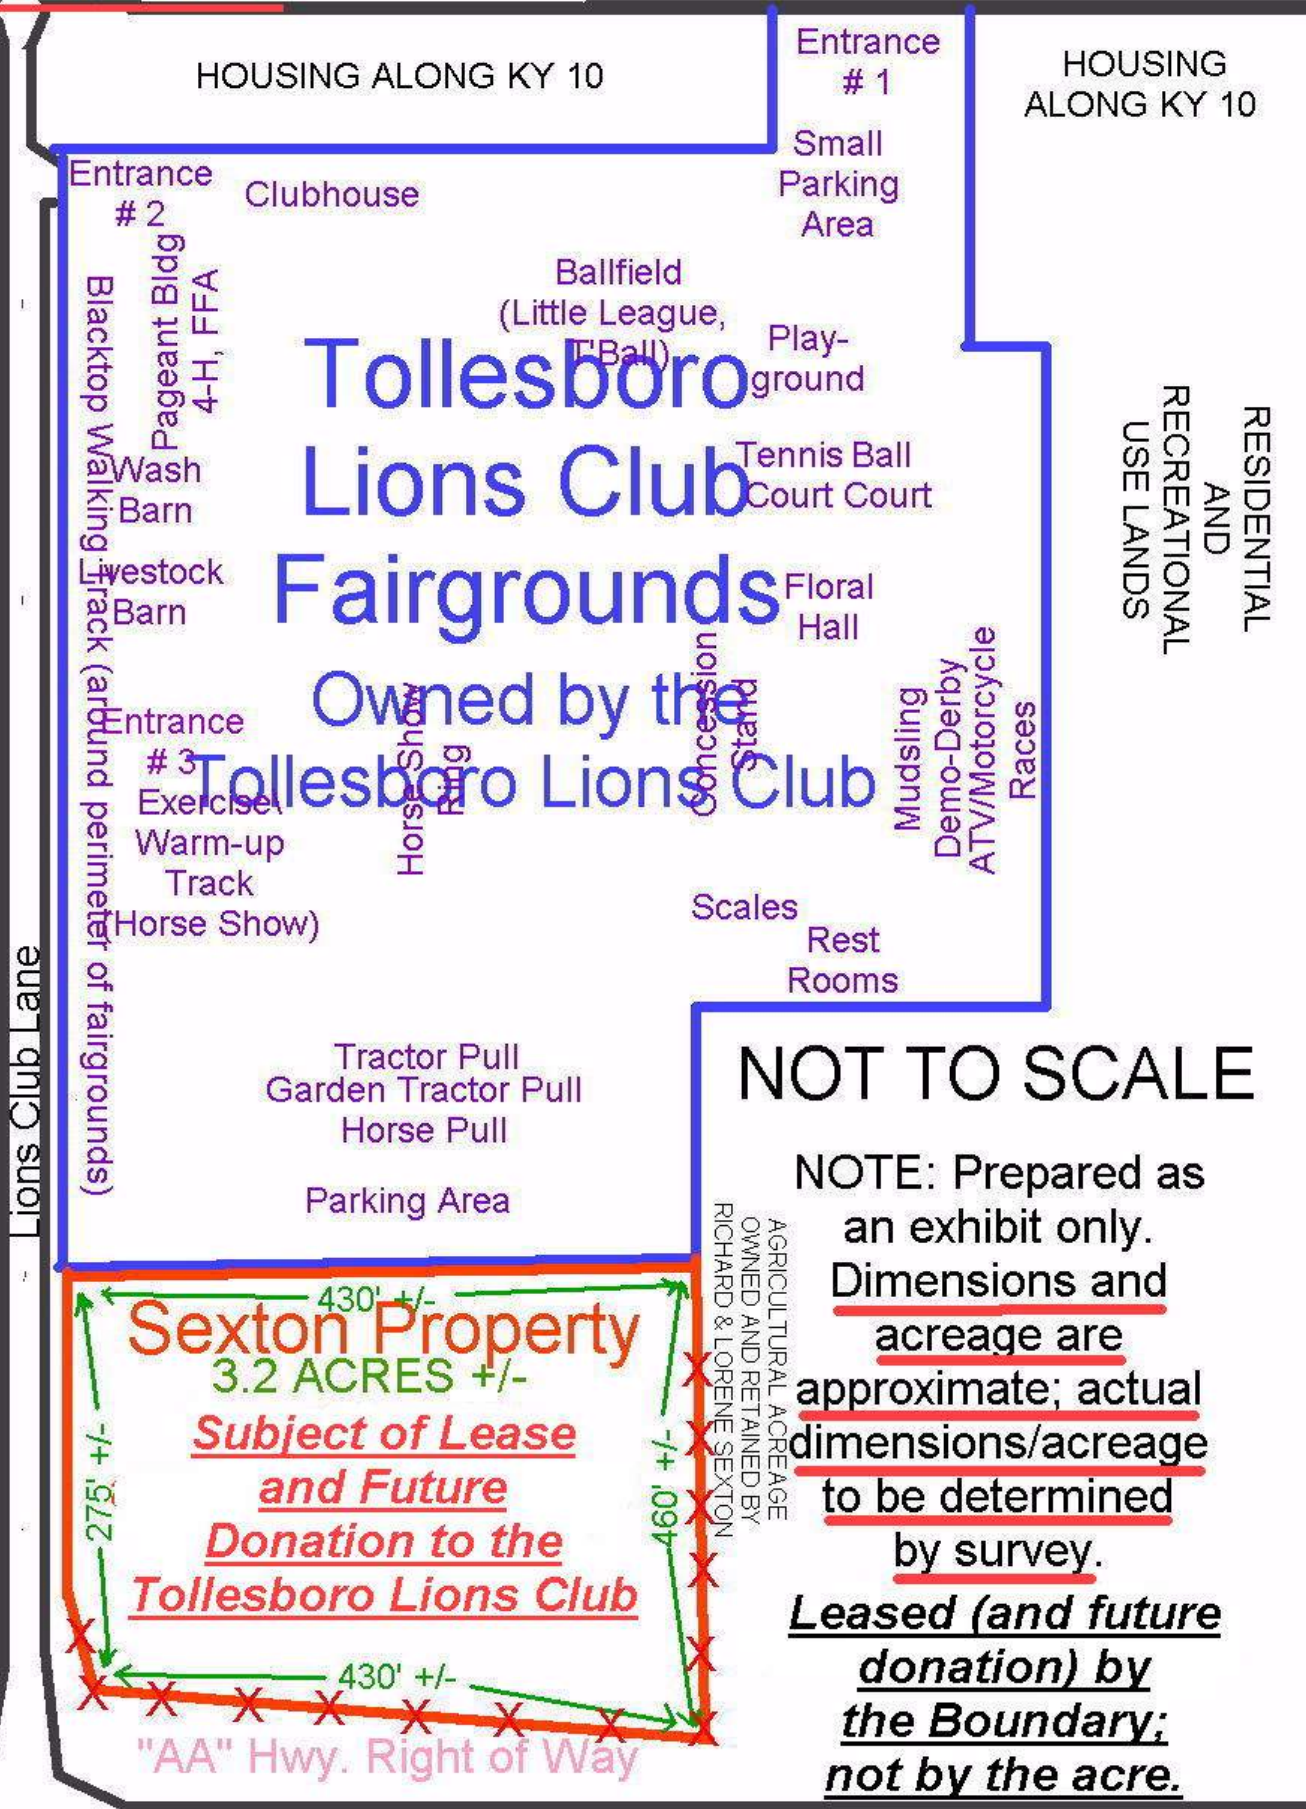 HOUSING ALONG KY 10
Entrance
# 1
HOUSING
ALONG KY 10
Small
Parking
Area
Entrance
# 2
Clubhouse
Pageant Bldg
4-H, FFA
Blacktop Walking Track (around perimeter of fairgrounds)
Ballfield
(Little League,
T'Ball)
Play-
ground
Tollesboro
Lions Club
Fairgrounds
Owned by the
Tollesboro Lions Club
Tennis Ball
Court Court
RESIDENTIAL
AND
RECREATIONAL
USE LANDS
Wash
Barn
Livestock
Barn
Floral
Hall
Concession
Stand
Horse Show
Ring
Mudsling
Demo-Derby
ATV/Motorcycle
Races
Entrance
# 3
Exercise\
Warm-up
Track
(Horse Show)
Scales
Rest
Rooms
Lions Club Lane
Tractor Pull
Garden Tractor Pull
Horse Pull
Parking Area
NOT TO SCALE
NOTE: Prepared as
an exhibit only.
Dimensions and
acreage are
approximate; actual
dimensions/acreage
to be determined
by survey.
Leased (and future
donation) by
the Boundary;
not by the acre.
AGRICULTURAL ACREAGE
OWNED AND RETAINED BY
RICHARD & LORENE SEXTON
430' +/-
Sexton Property
3.2 ACRES +/-
Subject of Lease
and Future
Donation to the
Tollesboro Lions Club
275' +/-
460' +/-
430' +/-
"AA" Hwy. Right of Way